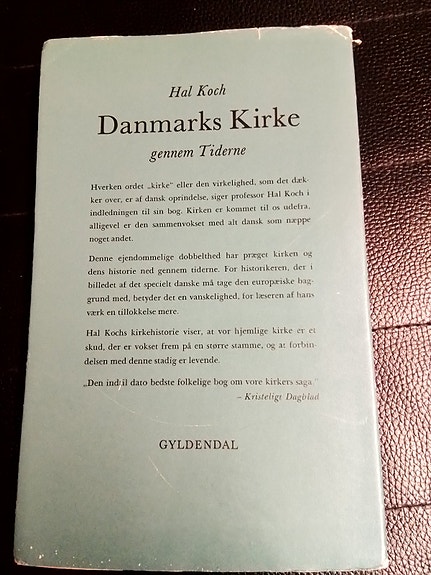 Hal Koch
Danmarks Kirke
gennem Tiderne
Hverken ordet „kirke” eller den virkelighed, som det dæk-
ker over, er af dansk oprindelse, siger professor Hal Koch i
indledningen til sin bog. Kirken er kommet til os udefra,
alligevel er den sammenvokset med alt dansk som næppe
noget andet.
Denne ejendommelige dobbelthed har præget kirken og
dens historie ned gennem tiderne. For historikeren, der i
billedet af det specielt danske må tage den europæiske bag-
grund med, betyder det en vanskelighed, for læseren af hans
værk en tillokkelse mere.
Hal Kochs kirkehistorie viser, at vor hjemlige kirke er et
skud, der er vokset frem på en større stamme, og at forbin-
delsen med denne stadig er levende.
„Den indtil dato bedste folkelige bog om vore kirkers saga.”
– Kristeligt Dagblad
GYLDENDAL